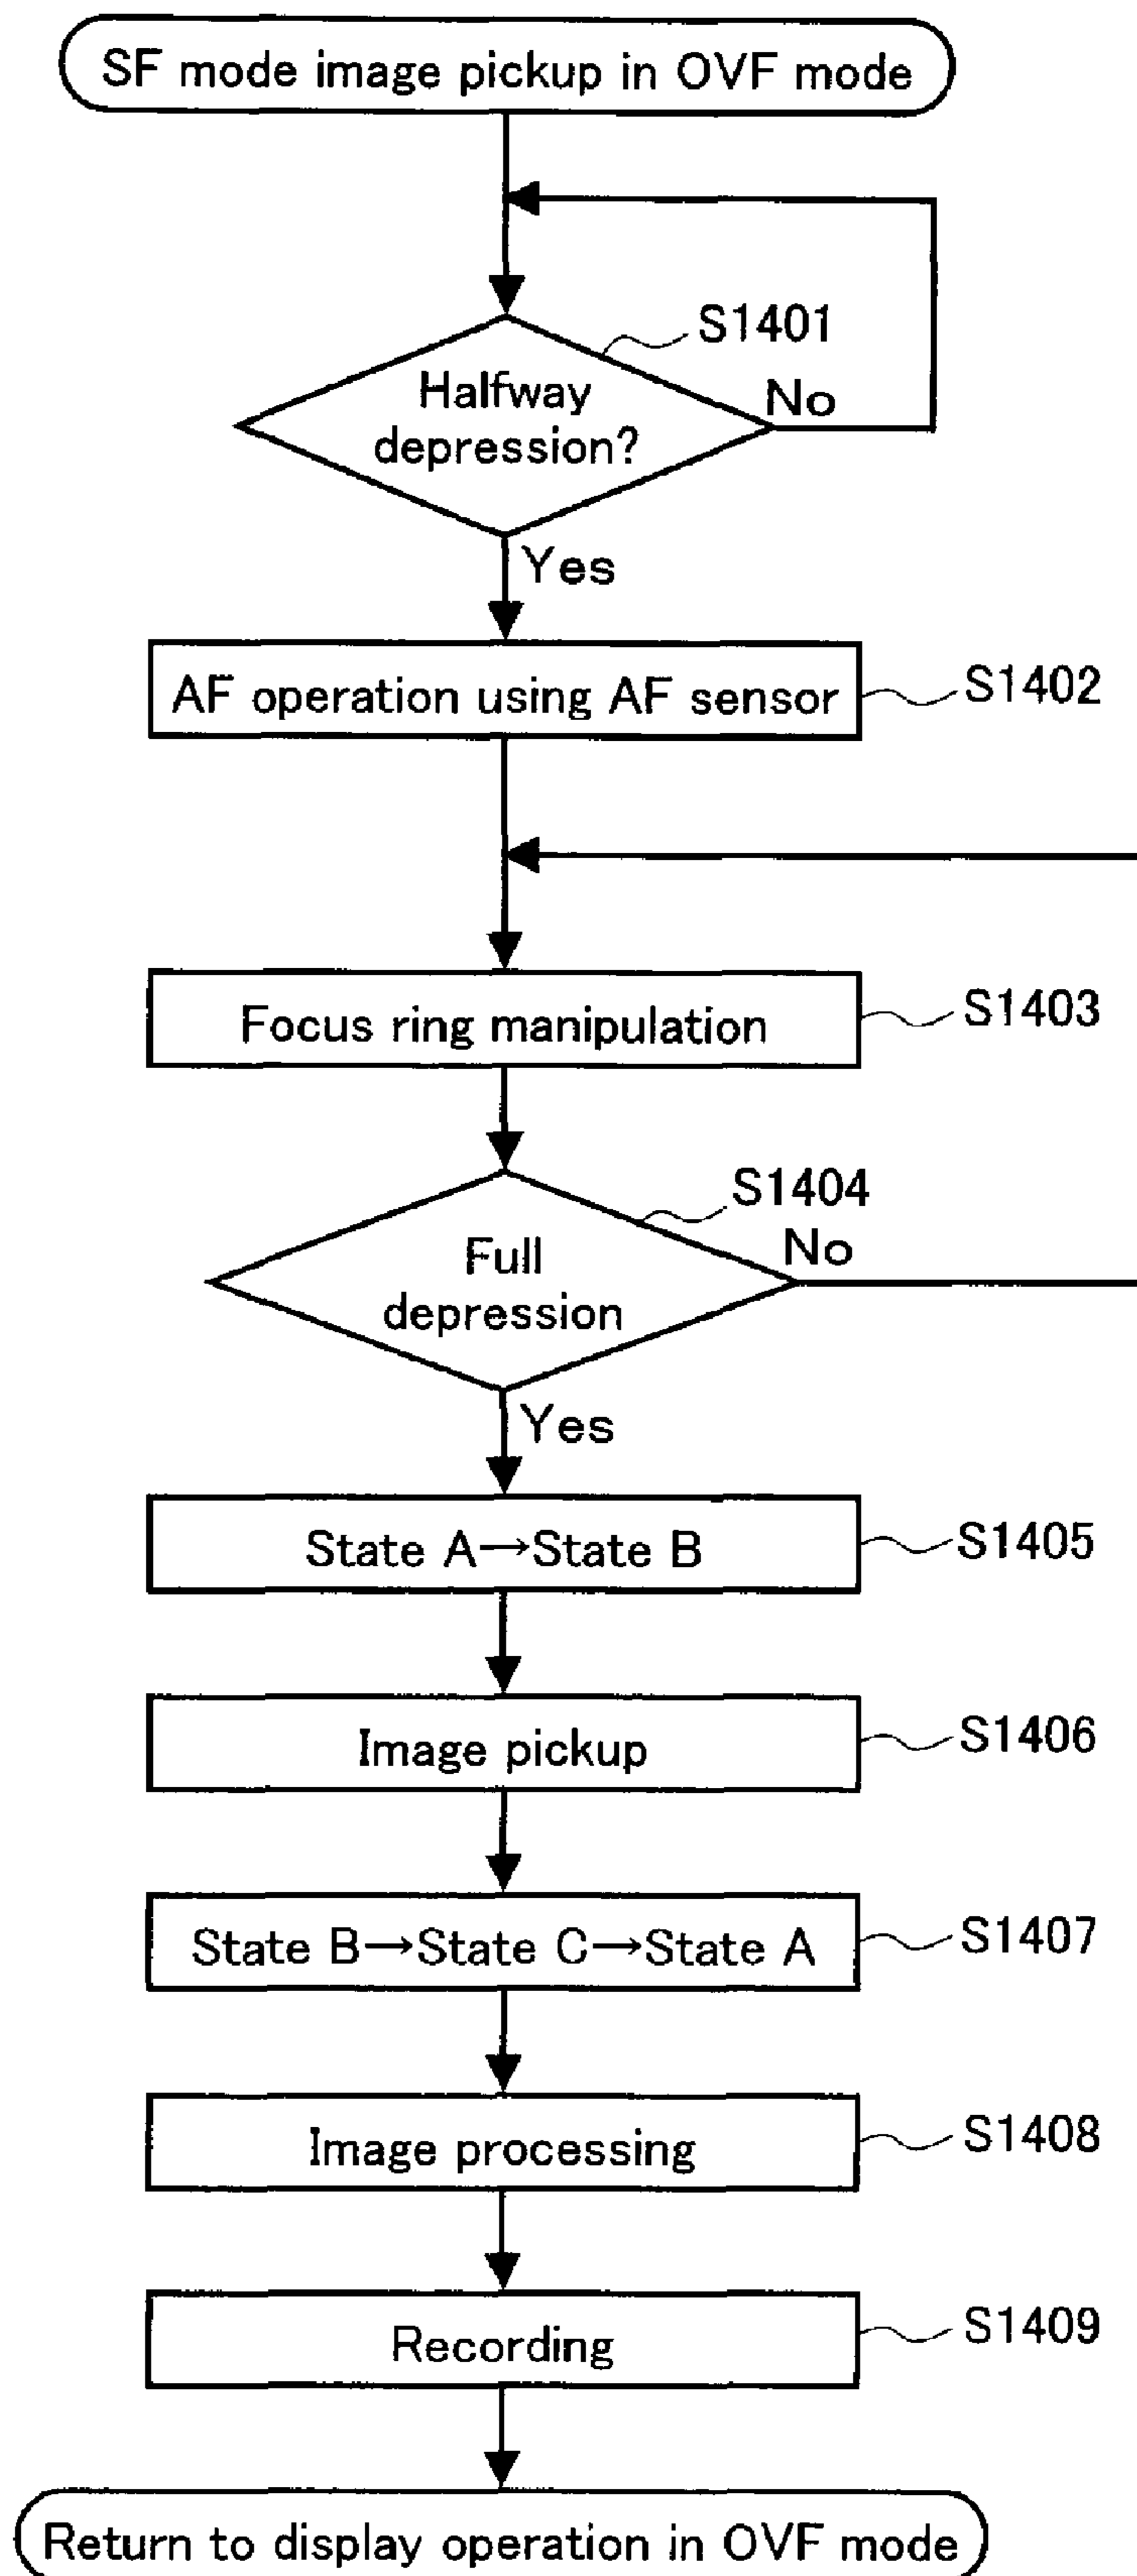 SF mode image pickup in OVF mode
S1401
Halfway
depression?
No
Yes
AF operation using AF sensor
S1402
Focus ring manipulation
S1403
S1404
Full
depression
No
Yes
State A→State B
S1405
Image pickup
S1406
State B→State C→State A
S1407
Image processing
S1408
Recording
S1409
Return to display operation in OVF mode